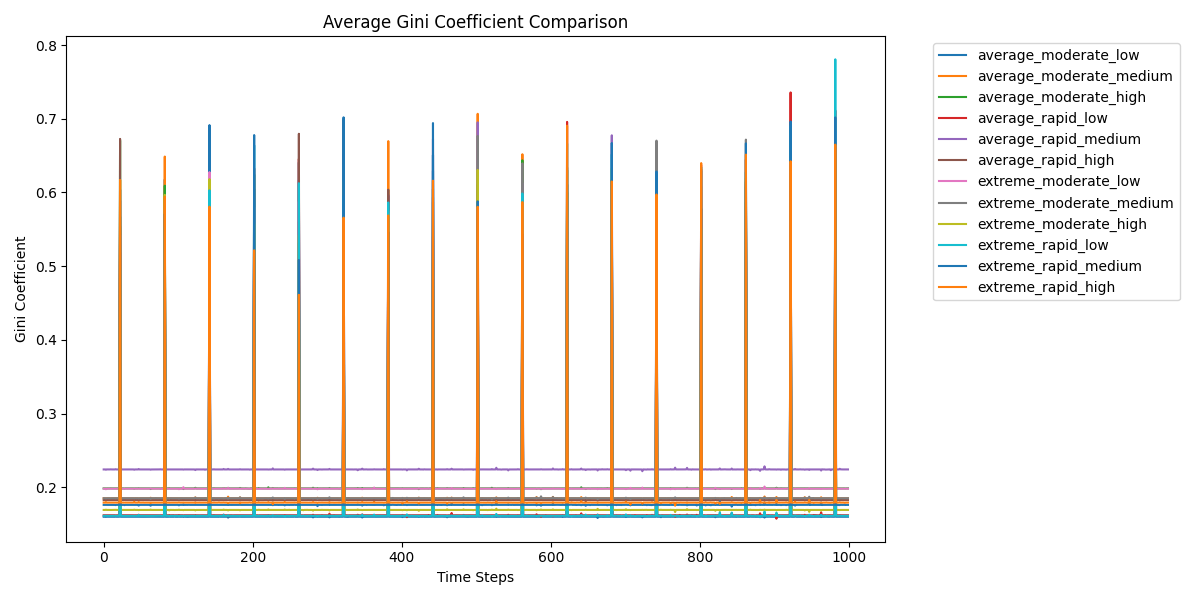 Average Gini Coefficient Comparison
Gini Coefficient
0.8
0.7
0.6
0.5
0.4
0.3
0.2
0
200
400
600
800
1000
Time Steps
average_moderate_low
average_moderate_medium
average_moderate_high
average_rapid_low
average_rapid_medium
average_rapid_high
extreme_moderate_low
extreme_moderate_medium
extreme_moderate_high
extreme_rapid_low
extreme_rapid_medium
extreme_rapid_high